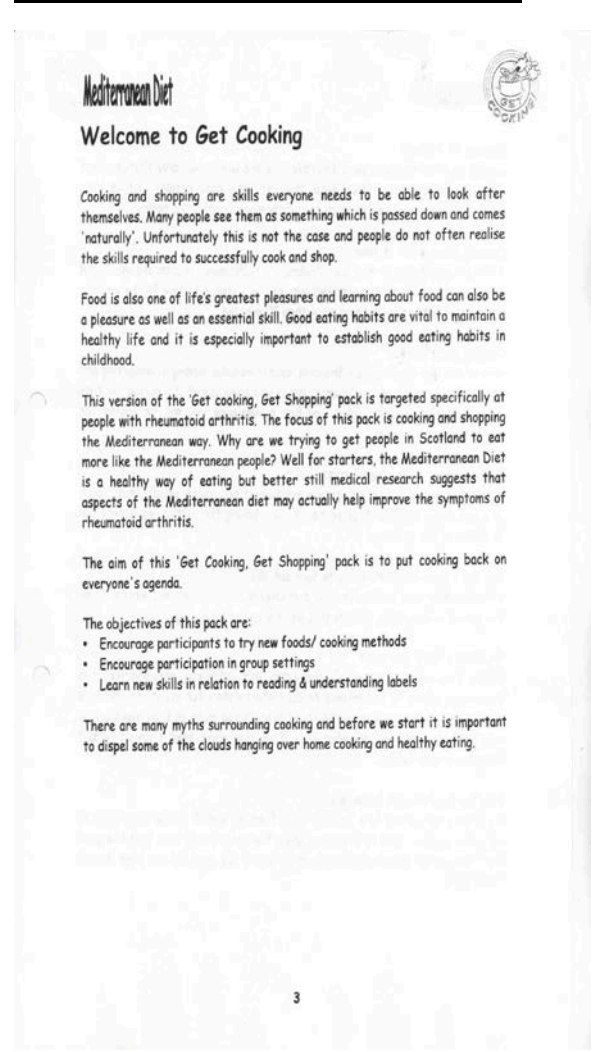 Mediterranean Diet
GET
COOKING!
Welcome to Get Cooking
Cooking and shopping are skills everyone needs to be able to look after
themselves. Many people see them as something which is passed down and comes
'naturally'. Unfortunately this is not the case and people do not often realise
the skills required to successfully cook and shop.
Food is also one of life's greatest pleasures and learning about food can also be
a pleasure as well as an essential skill. Good eating habits are vital to maintain a
healthy life and it is especially important to establish good eating habits in
childhood.
This version of the 'Get cooking, Get Shopping' pack is targeted specifically at
people with rheumatoid arthritis. The focus of this pack is cooking and shopping
the Mediterranean way. Why are we trying to get people in Scotland to eat
more like the Mediterranean people? Well for starters, the Mediterranean Diet
is a healthy way of eating but better still medical research suggests that
aspects of the Mediterranean diet may actually help improve the symptoms of
rheumatoid arthritis.
The aim of this 'Get Cooking, Get Shopping' pack is to put cooking back on
everyone's agenda.
The objectives of this pack are:
• Encourage participants to try new foods/ cooking methods
• Encourage participation in group settings
• Learn new skills in relation to reading & understanding labels
There are many myths surrounding cooking and before we start it is important
to dispel some of the clouds hanging over home cooking and healthy eating.
3